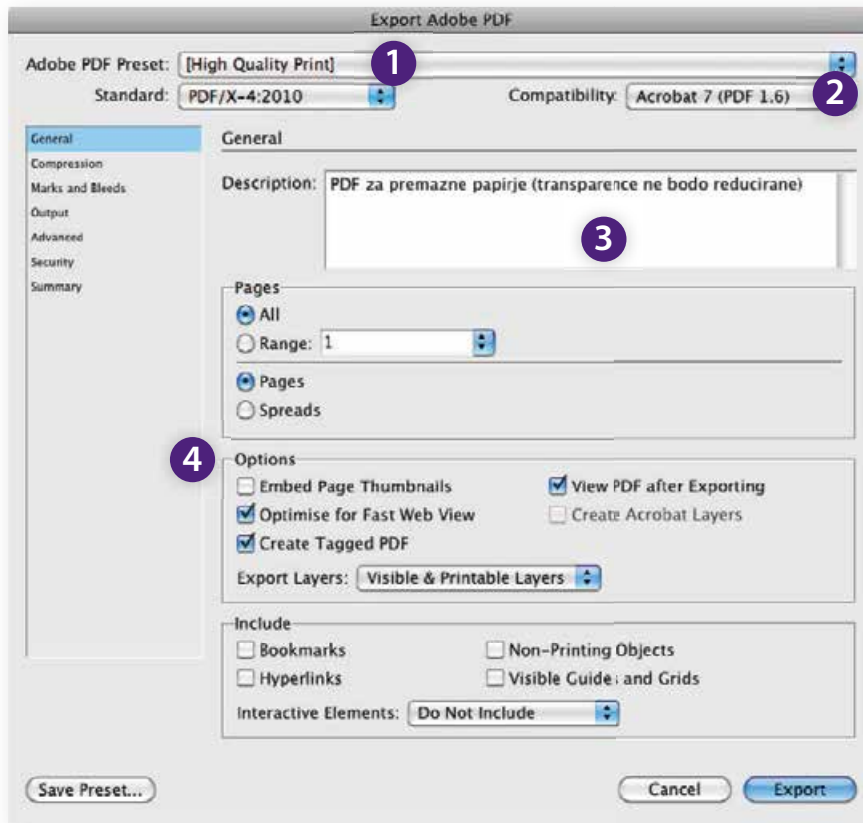 Export Adobe PDF
Adobe PDF Preset: [High Quality Print] 1
Standard: PDF/X-4:2010 Compatibility: Acrobat 7 (PDF 1.6) 2
General
Compression
Marks and Bleeds
Output
Advanced
Security
Summary
General
Description: PDF za premazne papirje (transparence ne bodo reducirane)
3
Pages
All
Range: 1
Pages
Spreads
4
Options
Embed Page Thumbnails View PDF after Exporting
Optimise for Fast Web View Create Acrobat Layers
Create Tagged PDF
Export Layers: Visible & Printable Layers
Include
Bookmarks Non-Printing Objects
Hyperlinks Visible Guides and Grids
Interactive Elements: Do Not Include
Save Preset... Cancel Export